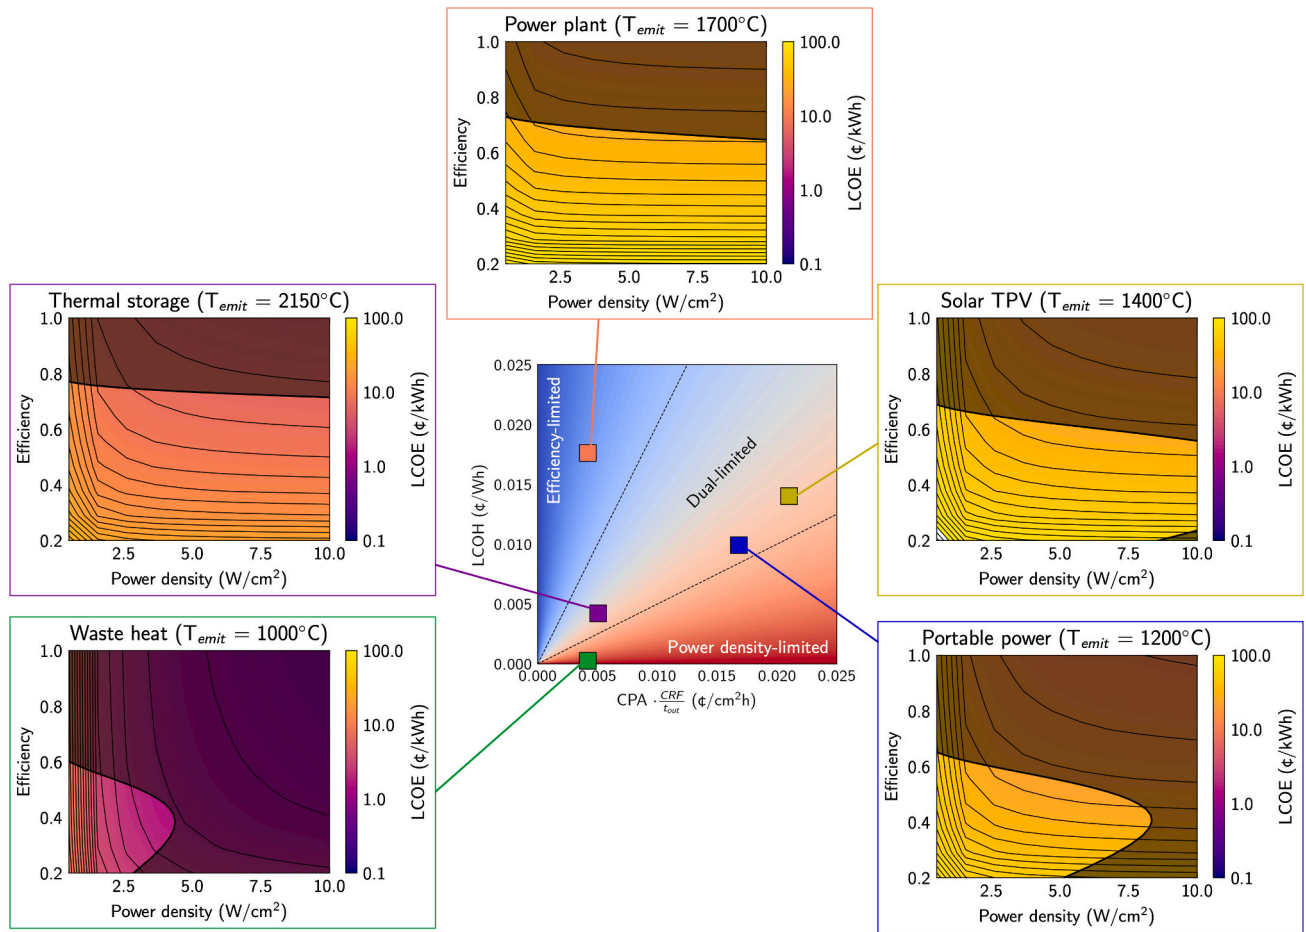 Power plant (T_emit = 1700°C)
1.0
0.8
0.6
0.4
0.2
Efficiency
2.5 5.0 7.5 10.0
Power density (W/cm²)
100.0
10.0
1.0
0.1
LCOE (¢/kWh)
Thermal storage (T_emit = 2150°C)
1.0
0.8
0.6
0.4
0.2
Efficiency
2.5 5.0 7.5 10.0
Power density (W/cm²)
100.0
10.0
1.0
0.1
LCOE (¢/kWh)
0.025
0.020
0.015
0.010
0.005
0.000
LCOH (¢/Wh)
Efficiency-limited
Dual-limited
Power density-limited
0.000 0.005 0.010 0.015 0.020 0.025
CPA · CRF/t_out (¢/cm²h)
Solar TPV (T_emit = 1400°C)
1.0
0.8
0.6
0.4
0.2
Efficiency
2.5 5.0 7.5 10.0
Power density (W/cm²)
100.0
10.0
1.0
0.1
LCOE (¢/kWh)
Waste heat (T_emit = 1000°C)
1.0
0.8
0.6
0.4
0.2
Efficiency
2.5 5.0 7.5 10.0
Power density (W/cm²)
100.0
10.0
1.0
0.1
LCOE (¢/kWh)
Portable power (T_emit = 1200°C)
1.0
0.8
0.6
0.4
0.2
Efficiency
2.5 5.0 7.5 10.0
Power density (W/cm²)
100.0
10.0
1.0
0.1
LCOE (¢/kWh)